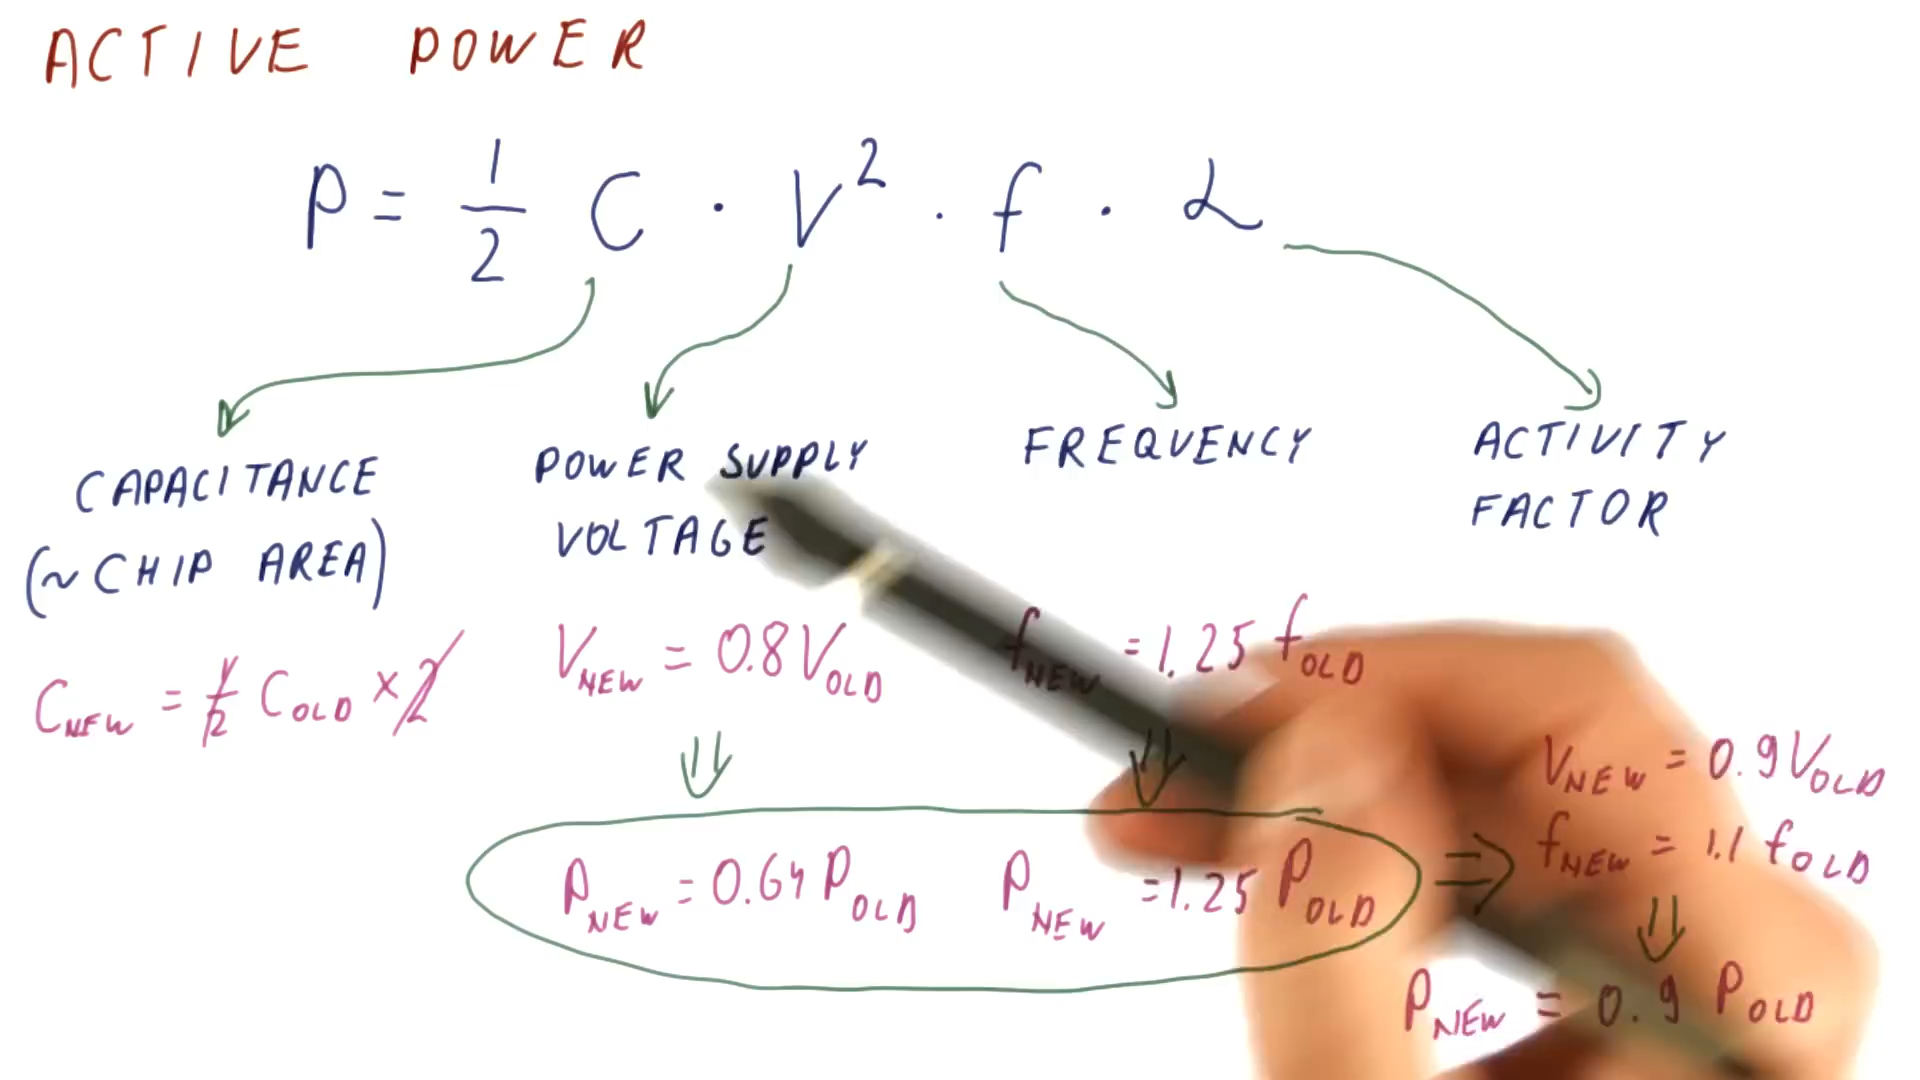 ACTIVE POWER
P = 1/2 C · V² · f · α
CAPACITANCE
(~CHIP AREA)
POWER SUPPLY
VOLTAGE
FREQUENCY
ACTIVITY
FACTOR
C_NEW = 1/2 C_OLD × 2
V_NEW = 0.8 V_OLD
f_NEW = 1.25 f_OLD
P_NEW = 0.64 P_OLD
P_NEW = 1.25 P_OLD
V_NEW = 0.9 V_OLD
f_NEW = 1.1 f_OLD
P_NEW = 0.9 P_OLD